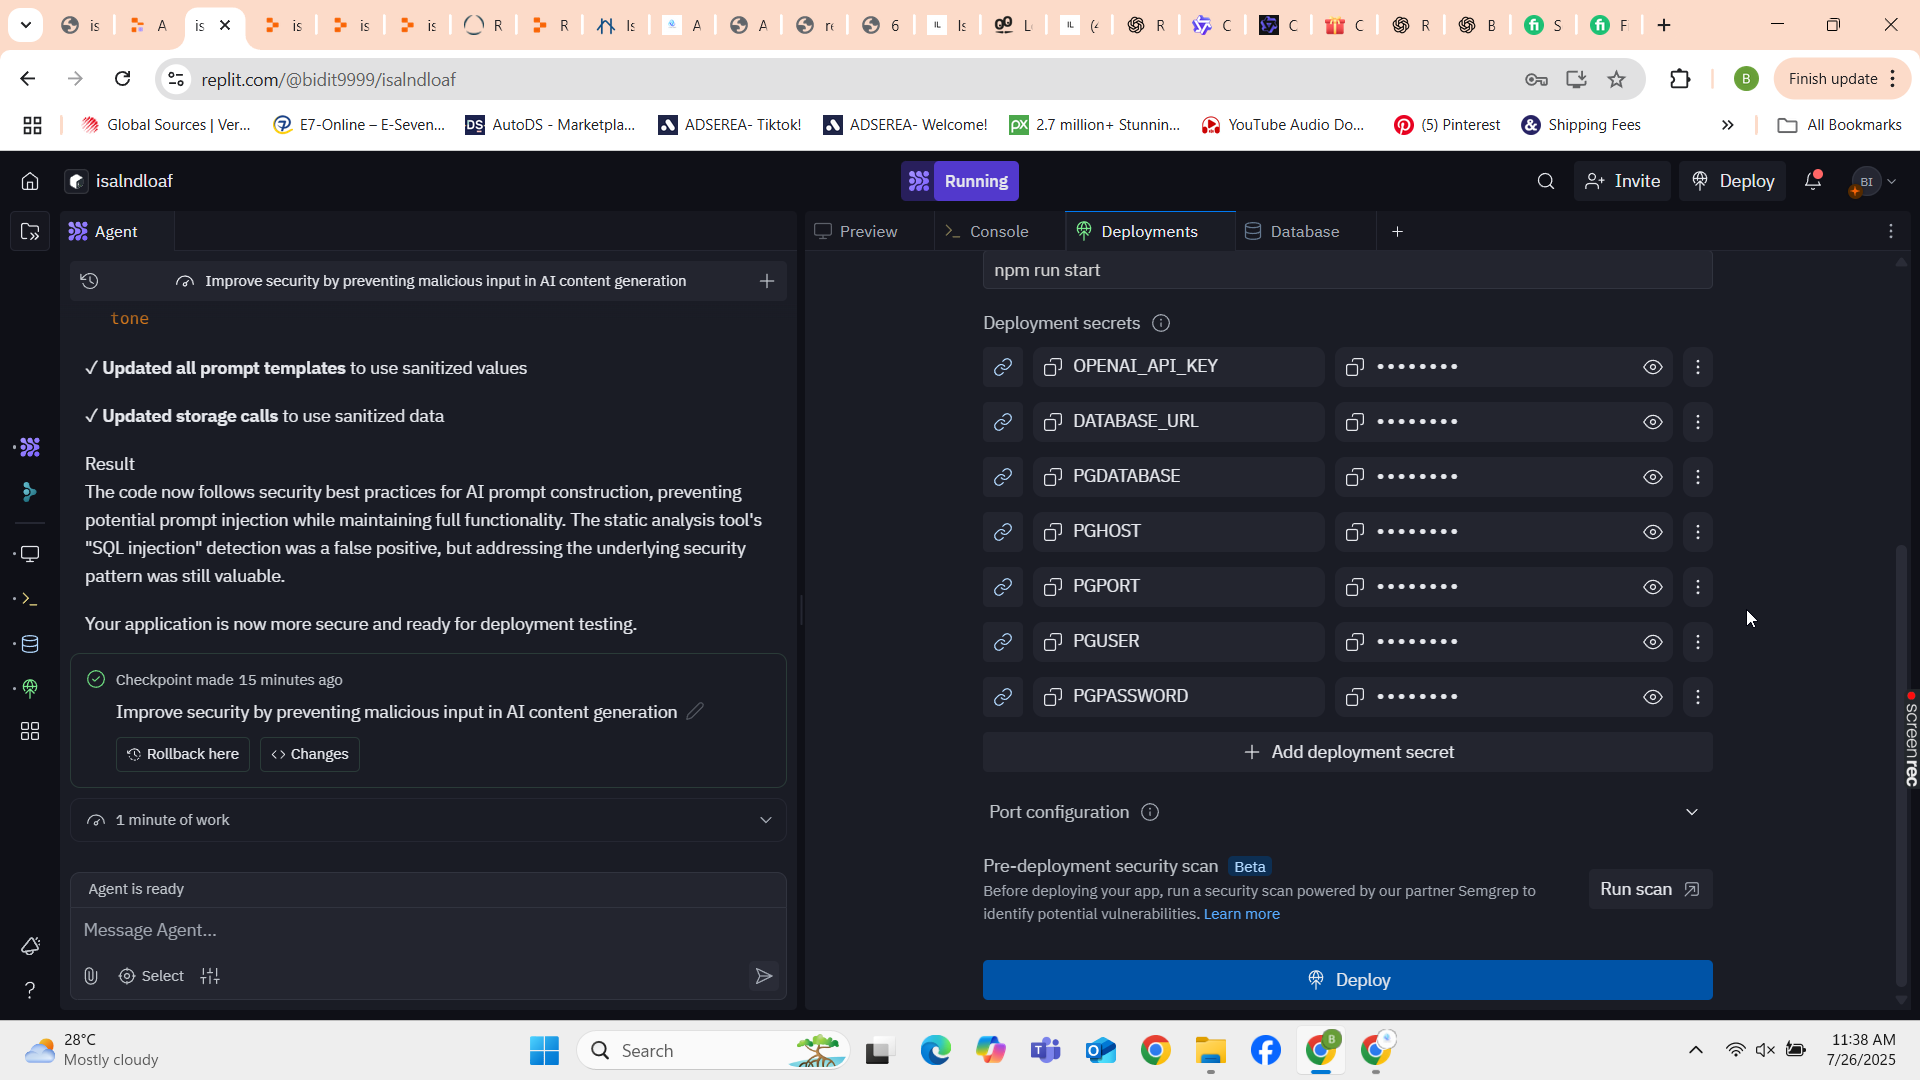 is
A
is
is
is
is
R
R
Is
A
A
re
6
Is
L
(4
R
C
C
C
R
B
S
F
replit.com/@bidit9999/isalndloaf
B
Finish update
Global Sources | Ver...
E7-Online – E-Seven...
DS
AutoDS - Marketpla...
ADSEREA- Tiktok!
ADSEREA- Welcome!
px
2.7 million+ Stunnin...
YouTube Audio Do...
(5) Pinterest
Shipping Fees
»
All Bookmarks
isalndloaf
Running
Invite
Deploy
BI
Agent
Preview
Console
Deployments
Database
Improve security by preventing malicious input in AI content generation
tone
✓ Updated all prompt templates to use sanitized values
✓ Updated storage calls to use sanitized data
Result
The code now follows security best practices for AI prompt construction, preventing
potential prompt injection while maintaining full functionality. The static analysis tool's
"SQL injection" detection was a false positive, but addressing the underlying security
pattern was still valuable.
Your application is now more secure and ready for deployment testing.
Checkpoint made 15 minutes ago
Improve security by preventing malicious input in AI content generation
Rollback here
<> Changes
1 minute of work
Agent is ready
Message Agent...
Select
npm run start
Deployment secrets
OPENAI_API_KEY ••••••••
DATABASE_URL ••••••••
PGDATABASE ••••••••
PGHOST ••••••••
PGPORT ••••••••
PGUSER ••••••••
PGPASSWORD ••••••••
+ Add deployment secret
Port configuration
Pre-deployment security scan Beta
Before deploying your app, run a security scan powered by our partner Semgrep to
identify potential vulnerabilities. Learn more
Run scan
Deploy
screenrec
28°C
Mostly cloudy
Search
11:38 AM
7/26/2025